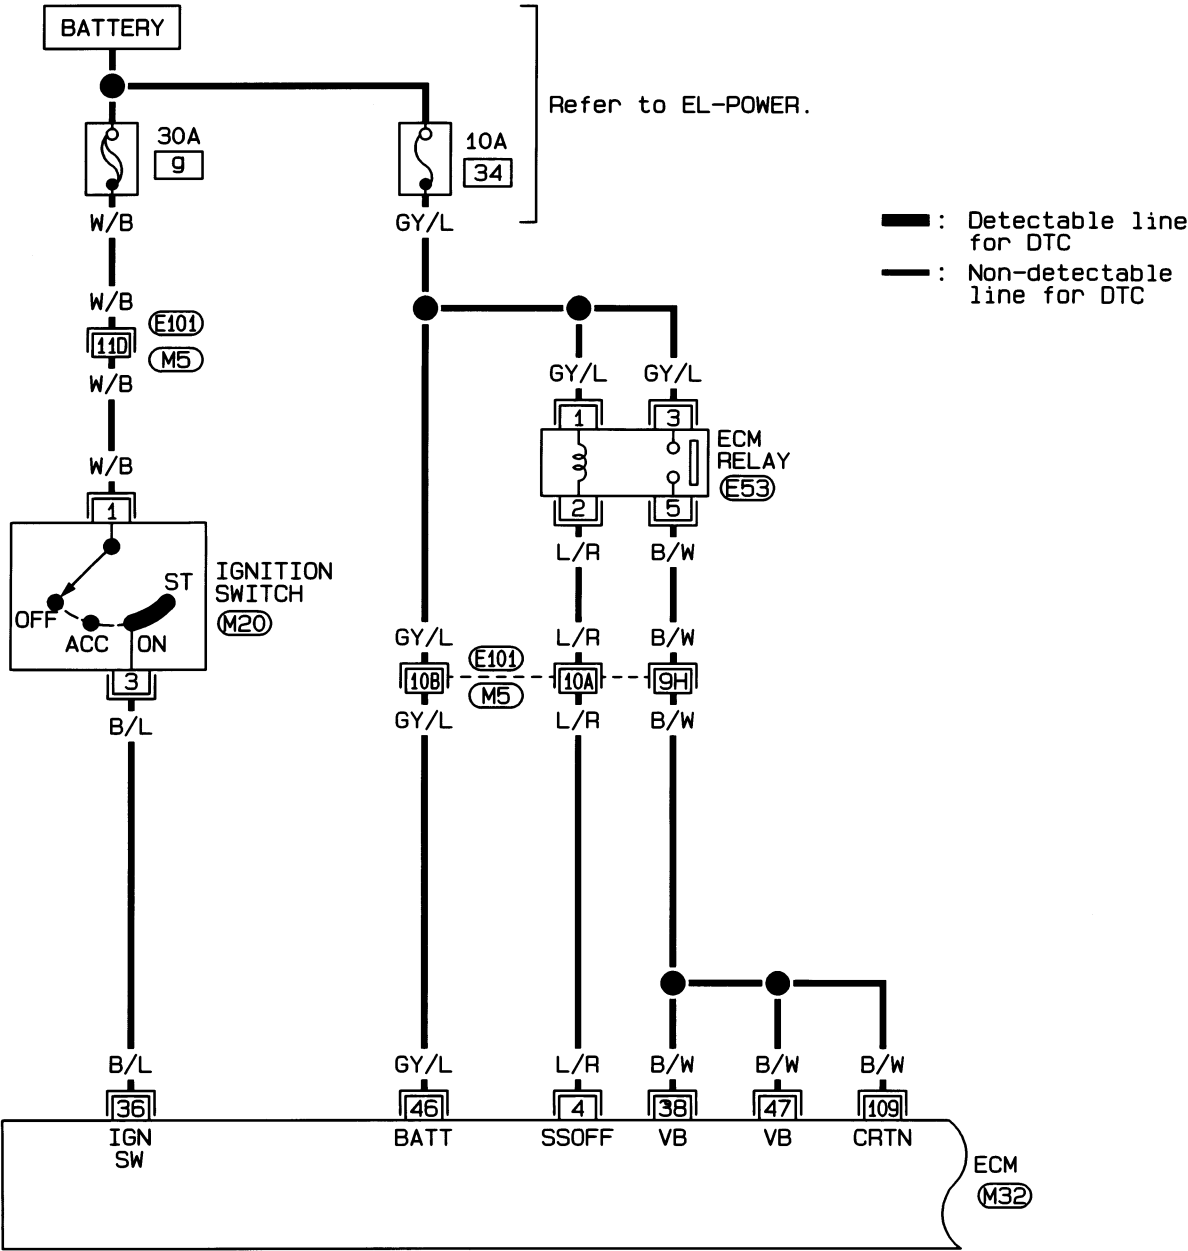 BATTERY
Refer to EL-POWER.
30A
9
10A
34
W/B
GY/L
Detectable line
for DTC
Non-detectable
line for DTC
:
:
W/B
E101
11D
M5
W/B
GY/L
GY/L
1
3
ECM
RELAY
E53
W/B
1
2
5
L/R
B/W
IGNITION
SWITCH
M20
ST
OFF
ACC
ON
3
B/L
GY/L
L/R
B/W
E101
10B
10A
9H
M5
GY/L
L/R
B/W
B/L
GY/L
L/R
B/W
B/W
B/W
36
46
4
38
47
109
IGN
SW
BATT
SSOFF
VB
VB
CRTN
ECM
M32